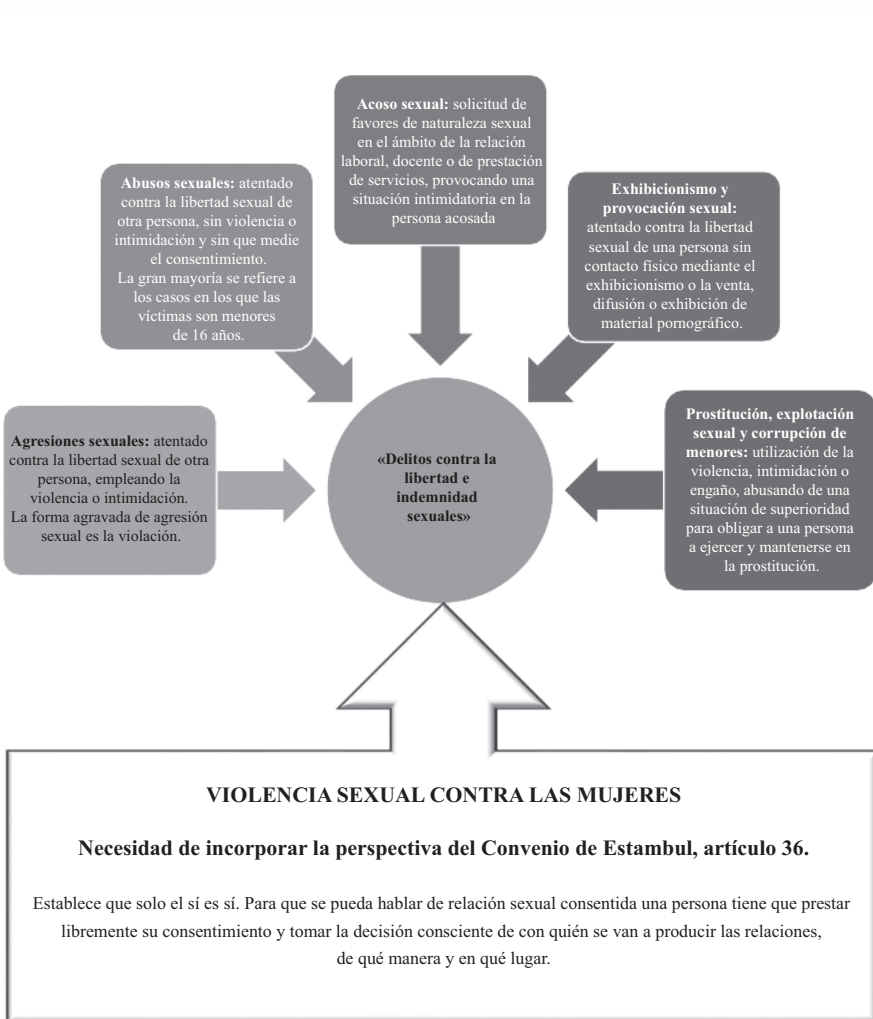 Acoso sexual: solicitud de
favores de naturaleza sexual
en el ámbito de la relación
laboral, docente o de prestación
de servicios, provocando una
situación intimidatoria en la
persona acosada
Abusos sexuales: atentado
contra la libertad sexual de
otra persona, sin violencia o
intimidación y sin que medie
el consentimiento.
La gran mayoría se refiere a
los casos en los que las
víctimas son menores
de 16 años.
Exhibicionismo y
provocación sexual:
atentado contra la libertad
sexual de una persona sin
contacto físico mediante el
exhibicionismo o la venta,
difusión o exhibición de
material pornográfico.
Agresiones sexuales: atentado
contra la libertad sexual de otra
persona, empleando la
violencia o intimidación.
La forma agravada de agresión
sexual es la violación.
«Delitos contra la
libertad e
indemnidad
sexuales»
Prostitución, explotación
sexual y corrupción de
menores: utilización de la
violencia, intimidación o
engaño, abusando de una
situación de superioridad
para obligar a una persona
a ejercer y mantenerse en
la prostitución.
VIOLENCIA SEXUAL CONTRA LAS MUJERES
Necesidad de incorporar la perspectiva del Convenio de Estambul, artículo 36.
Establece que solo el sí es sí. Para que se pueda hablar de relación sexual consentida una persona tiene que prestar
libremente su consentimiento y tomar la decisión consciente de con quién se van a producir las relaciones,
de qué manera y en qué lugar.